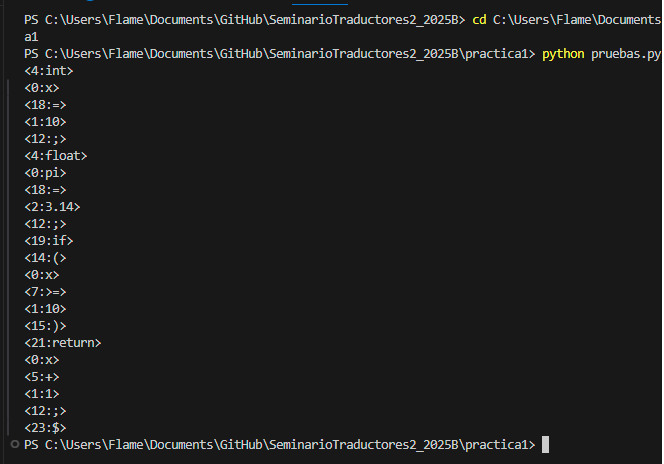 PS C:\Users\Flame\Documents\GitHub\SeminarioTraductores2_2025B> cd C:\Users\Flame\Documents
a1
PS C:\Users\Flame\Documents\GitHub\SeminarioTraductores2_2025B\practica1> python pruebas.py
<4:int>
<0:x>
<18:=>
<1:10>
<12:;>
<4:float>
<0:pi>
<18:=>
<2:3.14>
<12:;>
<19:if>
<14:(>
<0:x>
<7:>=>
<1:10>
<15:)>
<21:return>
<0:x>
<5:+>
<1:1>
<12:;>
<23:$>
PS C:\Users\Flame\Documents\GitHub\SeminarioTraductores2_2025B\practica1>